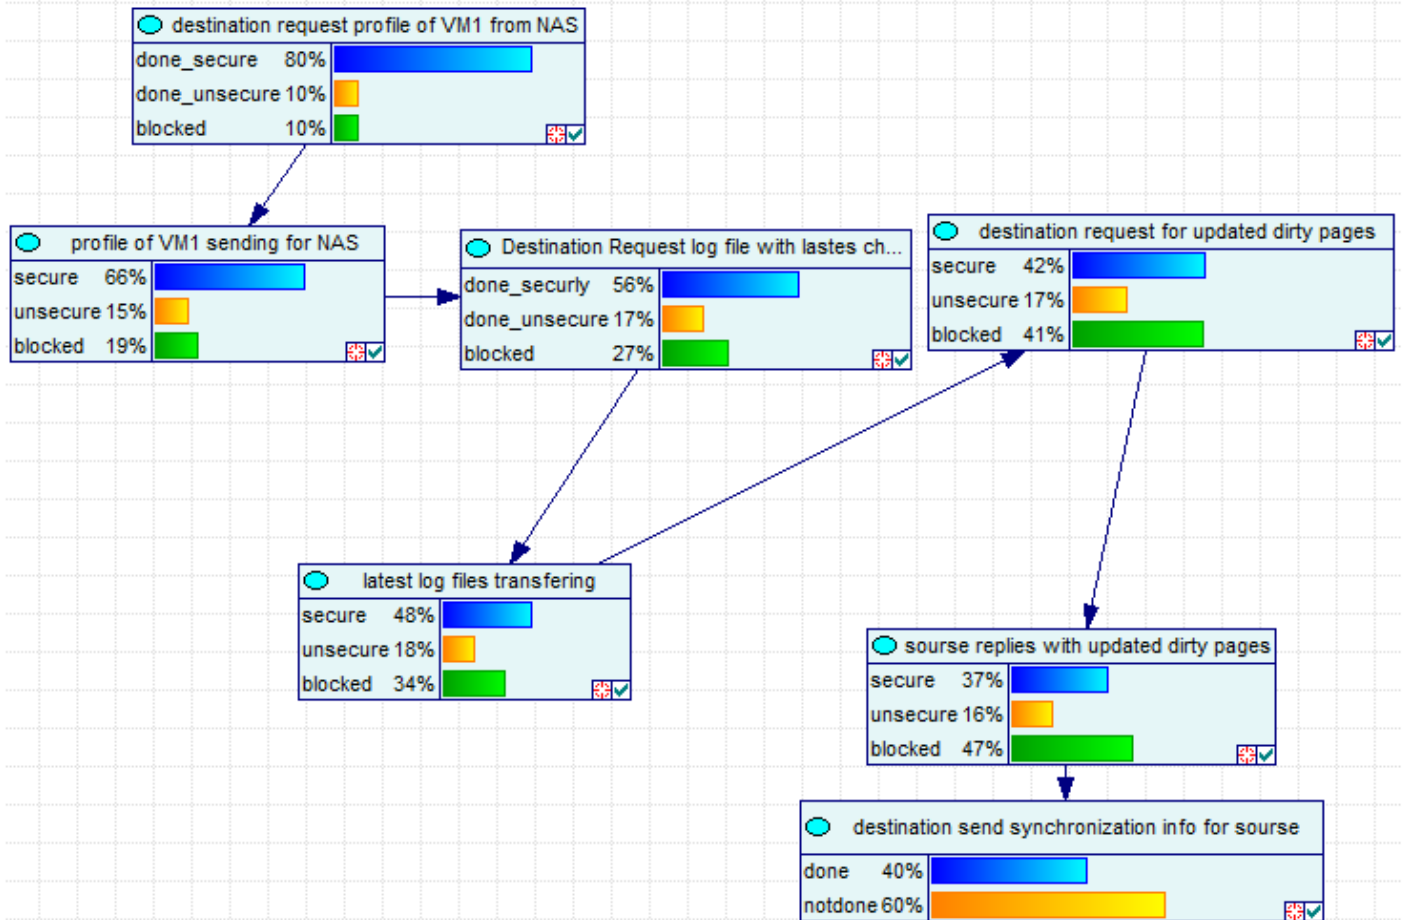 destination request profile of VM1 from NAS
done_secure 80%
done_unsecure 10%
blocked 10%
profile of VM1 sending for NAS
secure 66%
unsecure 15%
blocked 19%
Destination Request log file with lastes ch...
done_securly 56%
done_unsecure 17%
blocked 27%
destination request for updated dirty pages
secure 42%
unsecure 17%
blocked 41%
latest log files transfering
secure 48%
unsecure 18%
blocked 34%
sourse replies with updated dirty pages
secure 37%
unsecure 16%
blocked 47%
destination send synchronization info for sourse
done 40%
notdone 60%